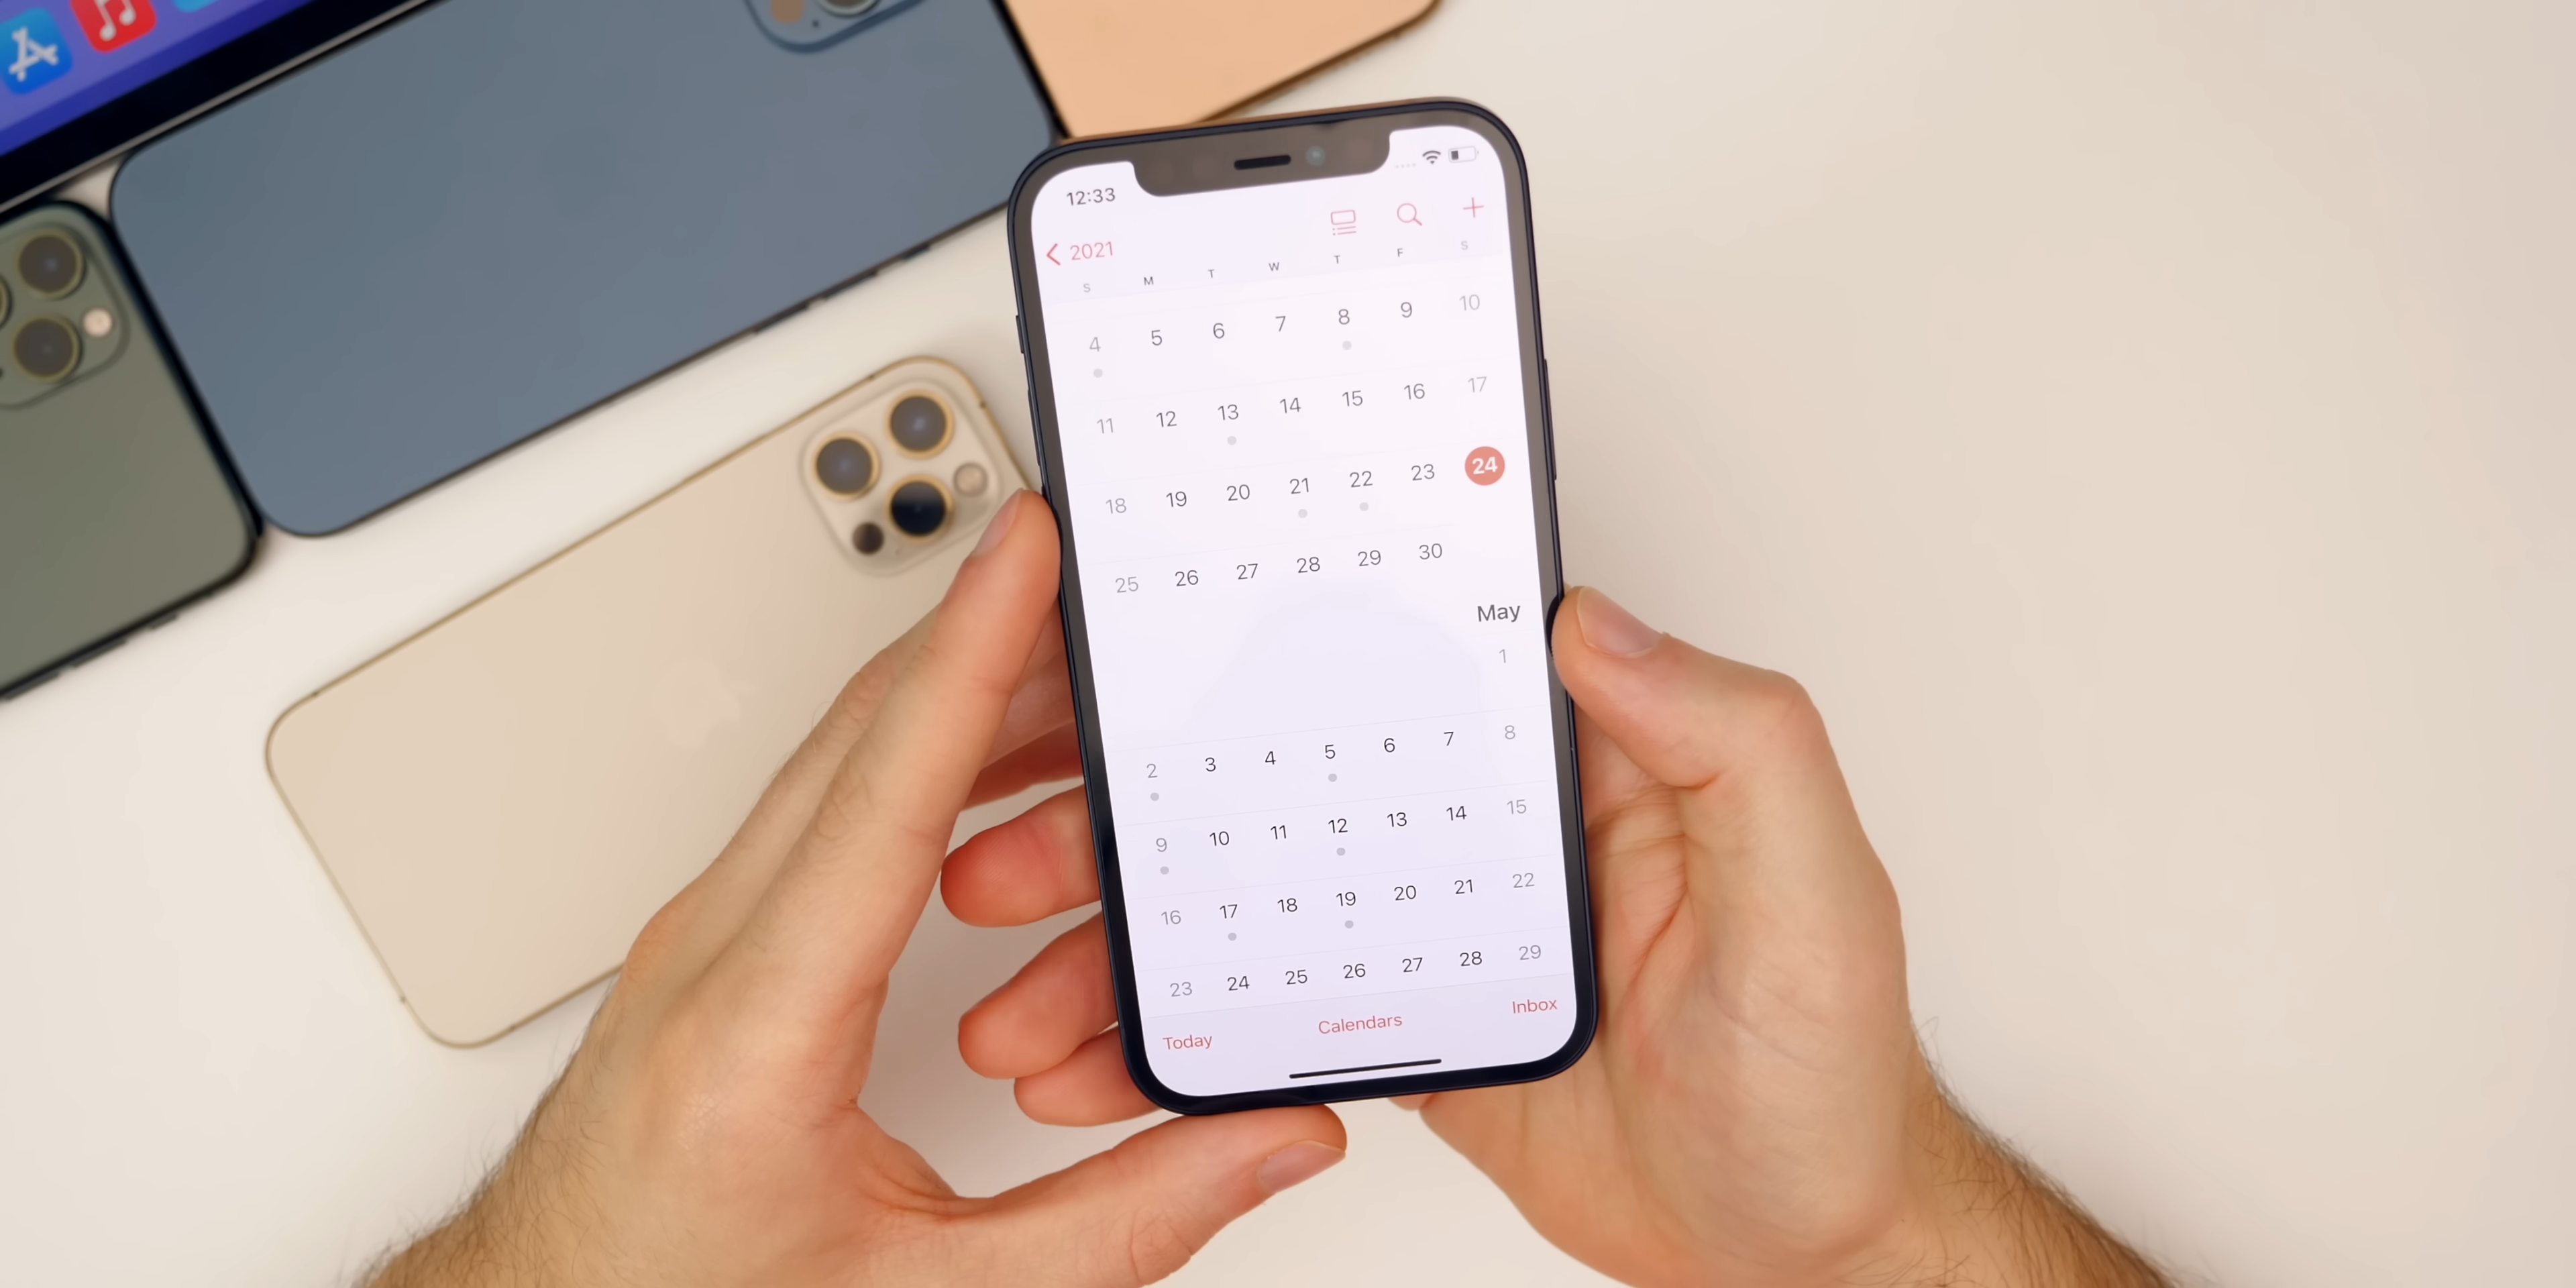 12:33
2021
S M T W T F S
4 5 6 7 8 9 10
11 12 13 14 15 16 17
18 19 20 21 22 23 24
25 26 27 28 29 30
May
1
2 3 4 5 6 7 8
9 10 11 12 13 14 15
16 17 18 19 20 21 22
23 24 25 26 27 28 29
Today Calendars Inbox